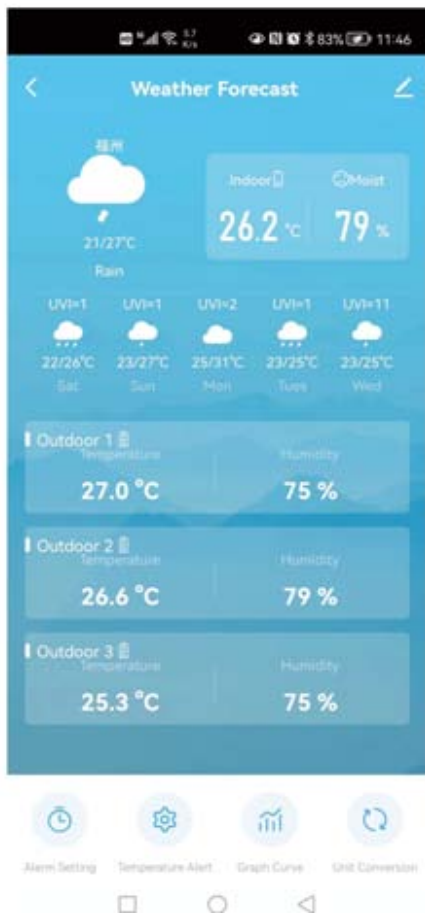 3.7 K/s 83% 11:46
Weather Forecast
福州
21/27°C
Rain
Indoor Moist
26.2 °C 79 %
UVI=1 UVI=1 UVI=2 UVI=1 UVI=11
22/26°C 23/27°C 25/31°C 23/25°C 23/25°C
Sat Sun Mon Tues Wed
Outdoor 1
Temperature Humidity
27.0 °C 75 %
Outdoor 2
Temperature Humidity
26.6 °C 79 %
Outdoor 3
Temperature Humidity
25.3 °C 75 %
Alarm Setting Temperature Alert Graph Curve Unit Conversion